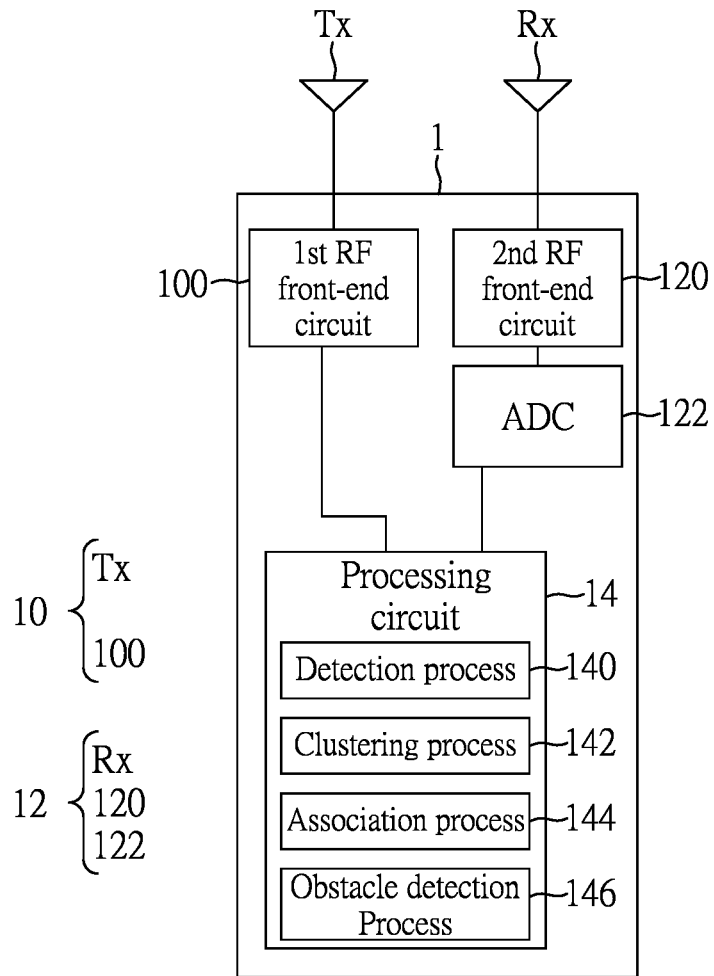 Tx
Rx
1
1st RF
front-end
circuit
100
2nd RF
front-end
circuit
120
ADC
122
Processing
circuit
14
Detection process
140
Clustering process
142
Association process
144
Obstacle detection
Process
146
10
Tx
100
12
Rx
120
122